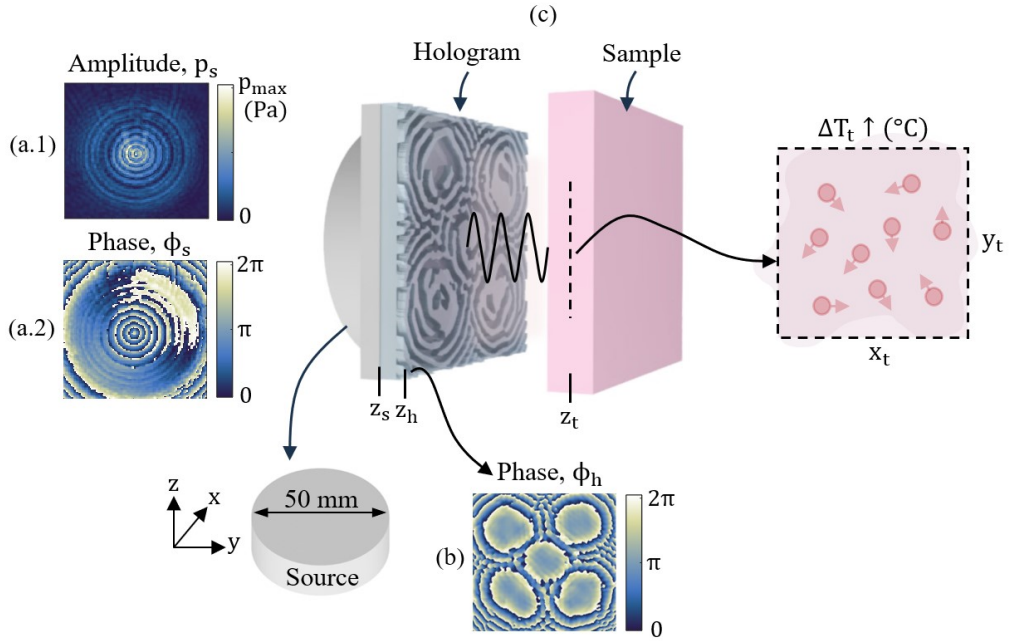 (c)
Hologram
Sample
Amplitude, pₛ
pₘₐₓ
(Pa)
0
(a.1)
Phase, ϕₛ
2π
π
0
(a.2)
zₛ
zₕ
zₜ
ΔTₜ ↑ (°C)
yₜ
xₜ
z
x
y
50 mm
Source
Phase, ϕₕ
2π
π
0
(b)